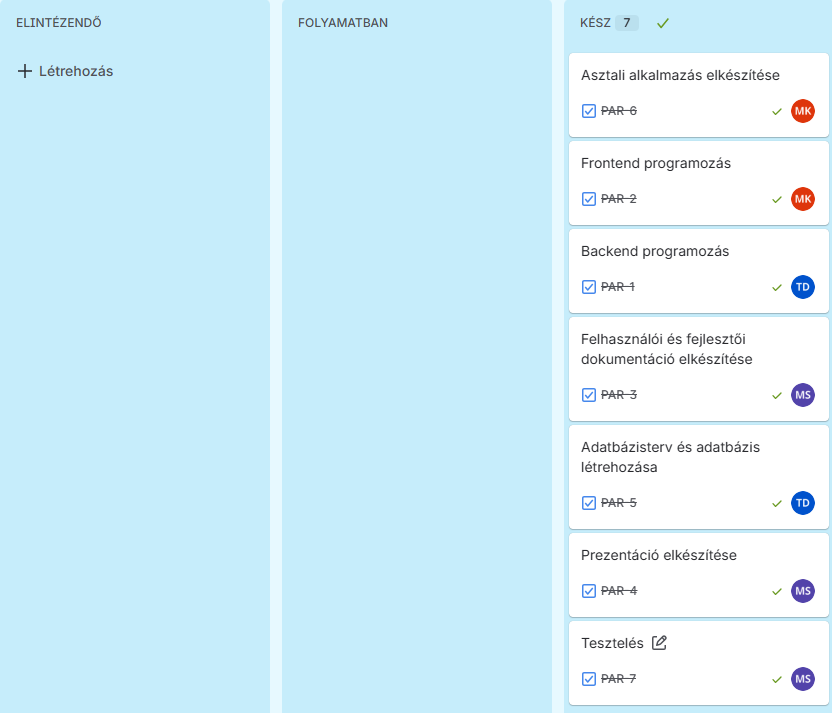 ELINTÉZENDŐ
Létrehozás
FOLYAMATBAN
KÉSZ 7
Asztali alkalmazás elkészítése
PAR-6 MK
Frontend programozás
PAR-2 MK
Backend programozás
PAR-1 TD
Felhasználói és fejlesztői
dokumentáció elkészítése
PAR-3 MS
Adatbázisterv és adatbázis
létrehozása
PAR-5 TD
Prezentáció elkészítése
PAR-4 MS
Tesztelés
PAR-7 MS